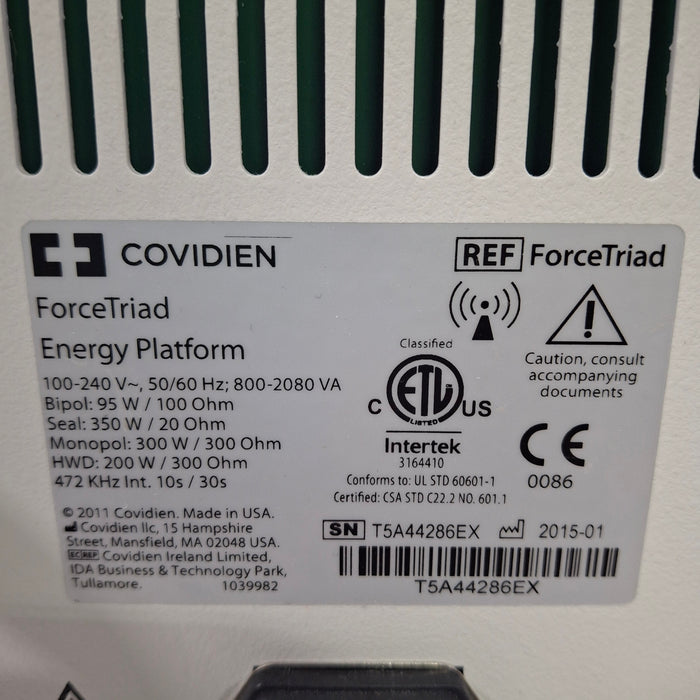 COVIDIEN
ForceTriad
Energy Platform
100-240 V~, 50/60 Hz; 800-2080 VA
Bipol: 95 W / 100 Ohm
Seal: 350 W / 20 Ohm
Monopol: 300 W / 300 Ohm
HWD: 200 W / 300 Ohm
472 KHz Int. 10s / 30s
© 2011 Covidien. Made in USA.
Covidien llc, 15 Hampshire
Street, Mansfield, MA 02048 USA.
EC REP Covidien Ireland Limited,
IDA Business & Technology Park,
Tullamore. 1039982
REF ForceTriad
Caution, consult
accompanying
documents
Classified
C ETL US
LISTED
Intertek
3164410
Conforms to: UL STD 60601-1
Certified: CSA STD C22.2 NO. 601.1
CE
0086
SN T5A44286EX 2015-01
T5A44286EX